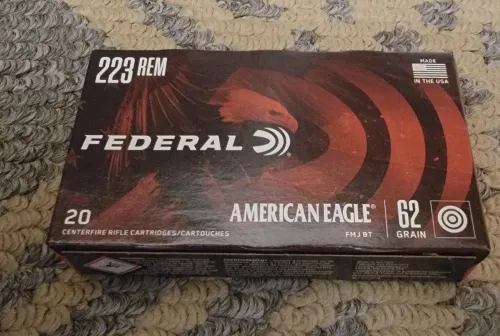 223 REM
MADE
IN THE USA
FEDERAL
20
CENTERFIRE RIFLE CARTRIDGES/CARTOUCHES
AMERICAN EAGLE®
FMJ BT
62
GRAIN